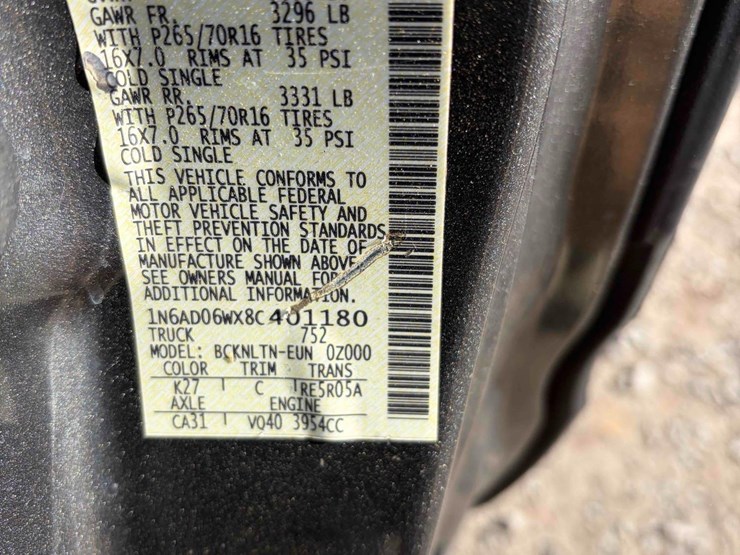 GAWR FR. 3296 LB
WITH P265/70R16 TIRES
16X7.0 RIMS AT 35 PSI
COLD SINGLE
GAWR RR. 3331 LB
WITH P265/70R16 TIRES
16X7.0 RIMS AT 35 PSI
COLD SINGLE
THIS VEHICLE CONFORMS TO
ALL APPLICABLE FEDERAL
MOTOR VEHICLE SAFETY AND
THEFT PREVENTION STANDARDS
IN EFFECT ON THE DATE OF
MANUFACTURE SHOWN ABOVE
SEE OWNERS MANUAL FOR
ADDITIONAL INFORMATION.
1N6AD06WX8C401180
TRUCK 752
MODEL: BCKNLTN-EUN 0Z000
COLOR TRIM TRANS
K27 C RE5R05A
AXLE ENGINE
CA31 VQ40 3954CC